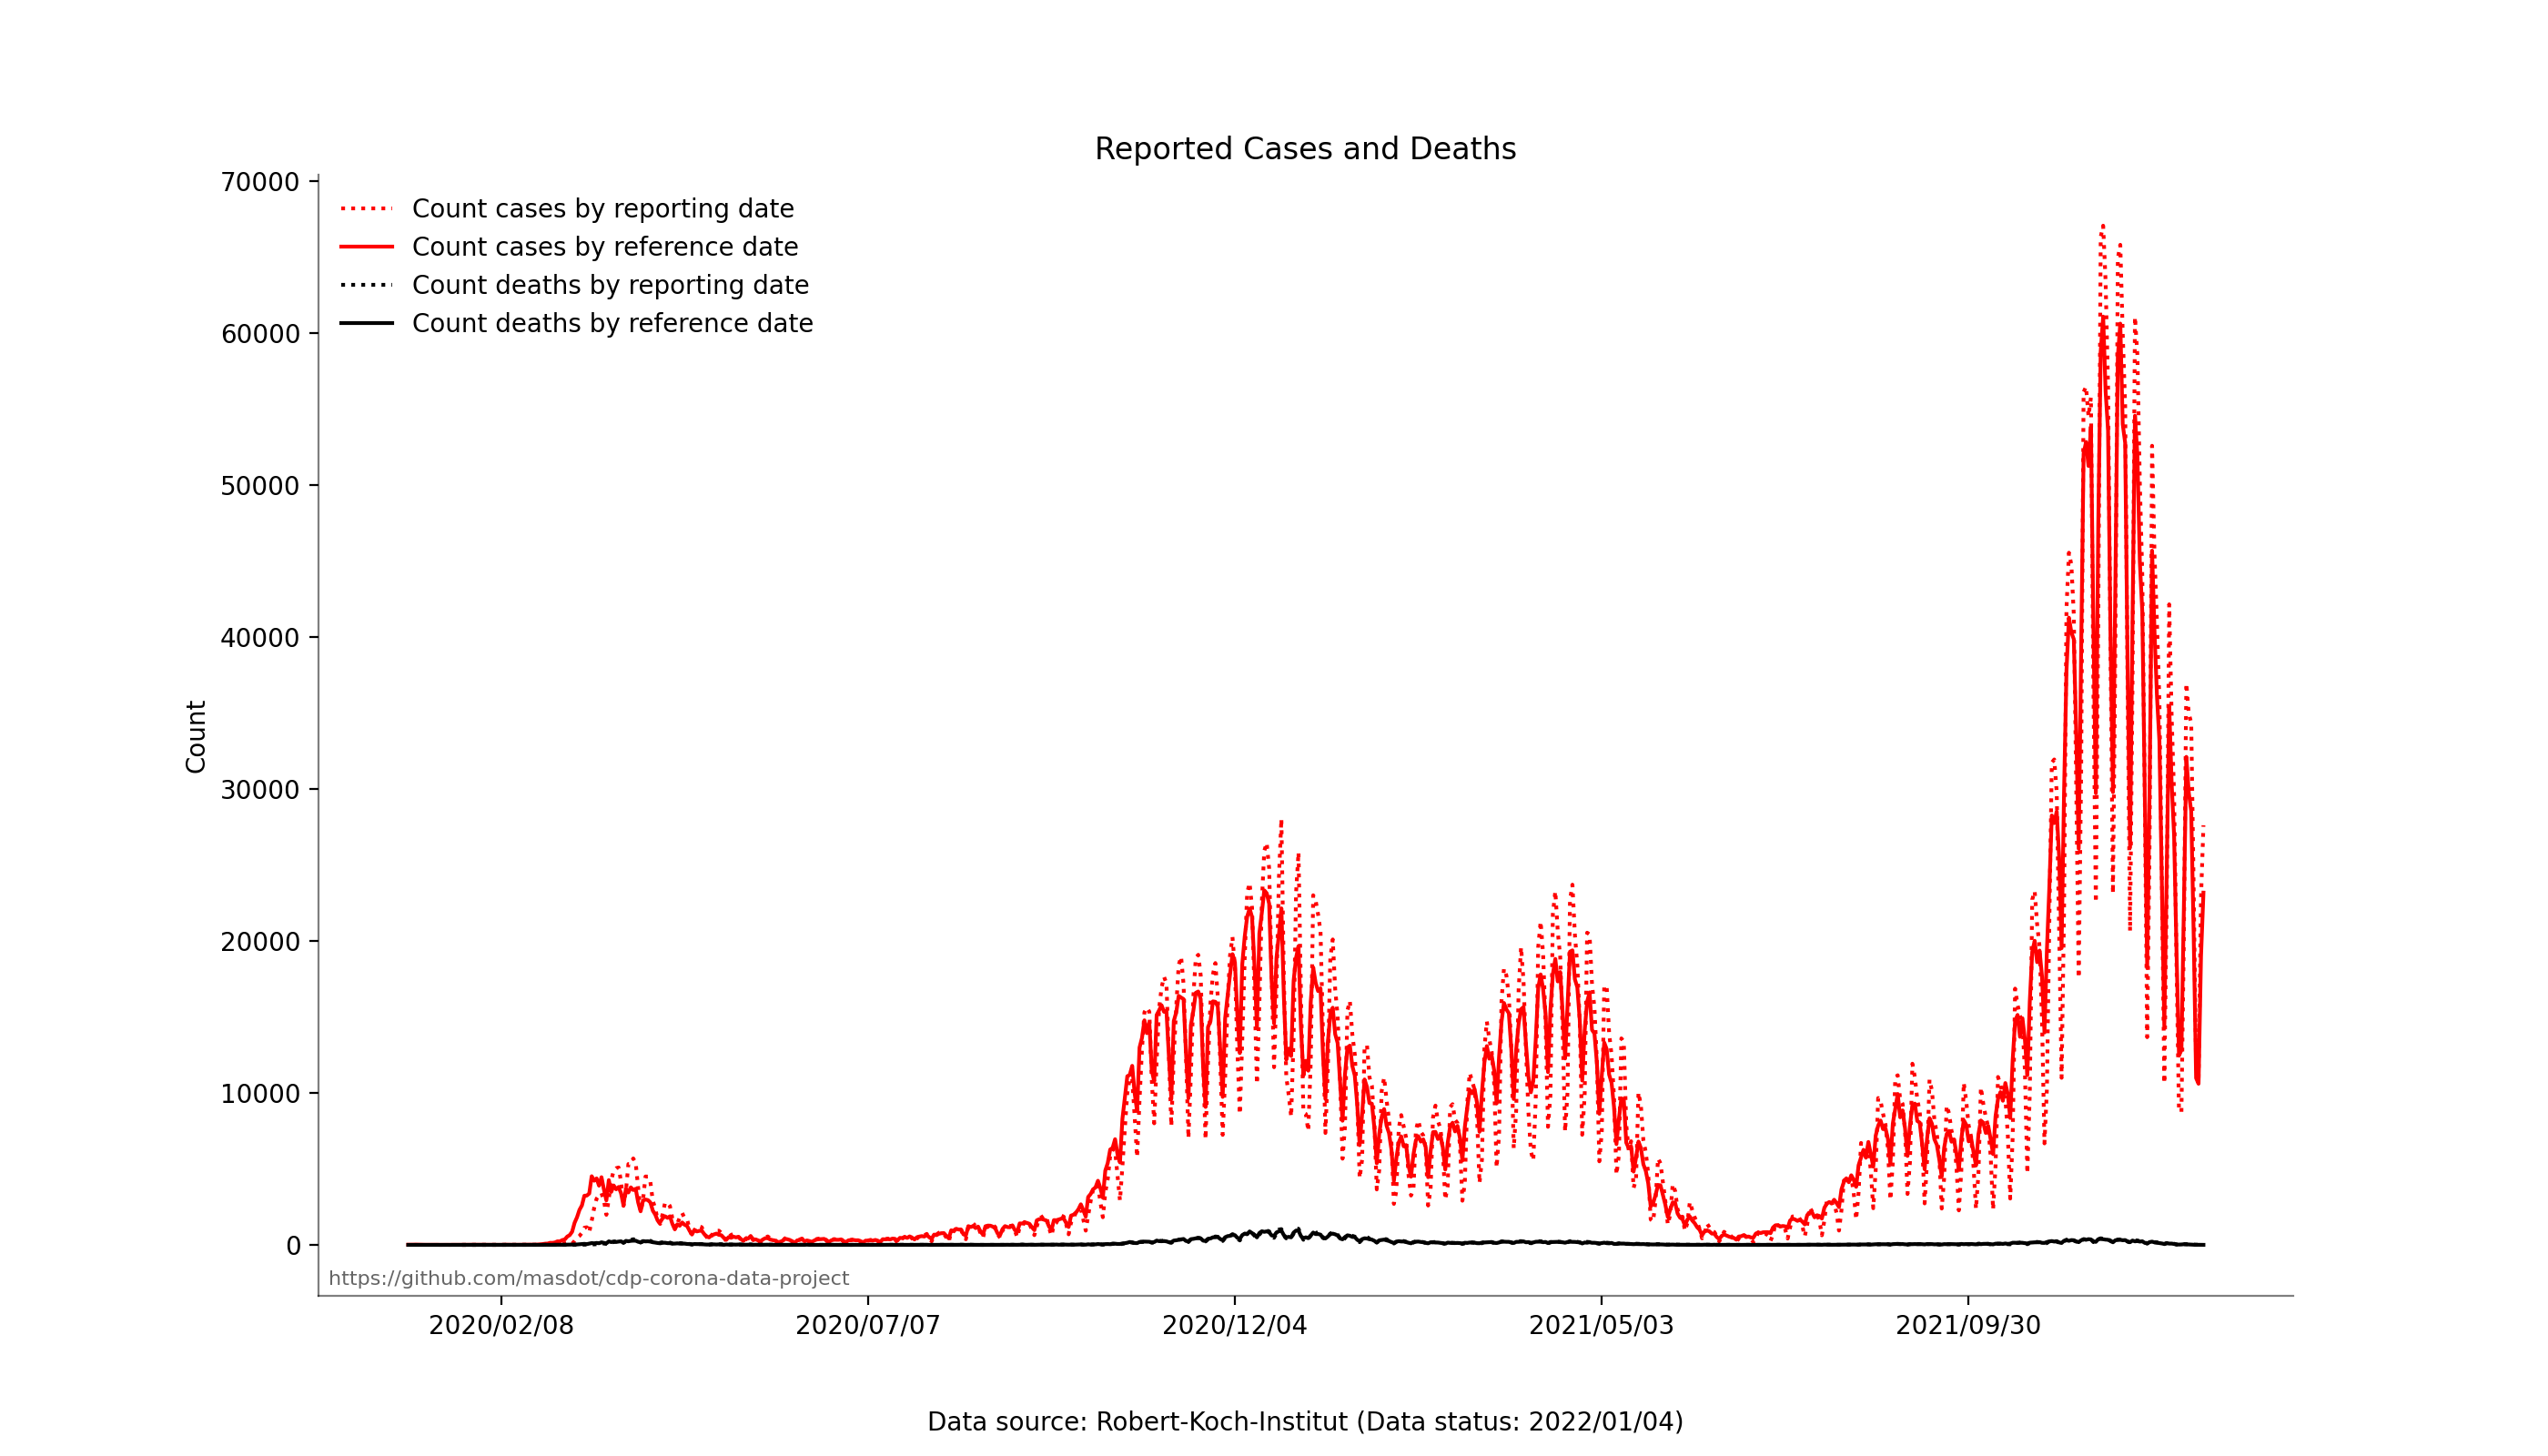 Reported Cases and Deaths
70000
60000
50000
40000
30000
20000
10000
0
Count
Count cases by reporting date
Count cases by reference date
Count deaths by reporting date
Count deaths by reference date
https://github.com/masdot/cdp-corona-data-project
2020/02/08
2020/07/07
2020/12/04
2021/05/03
2021/09/30
Data source: Robert-Koch-Institut (Data status: 2022/01/04)